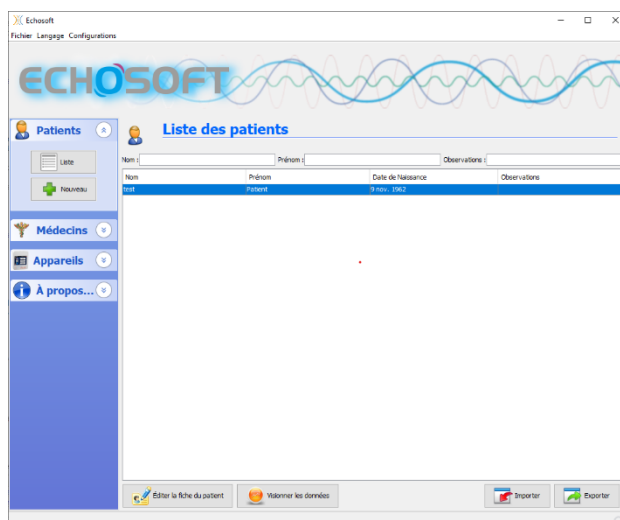 Echosoft
Fichier Langage Configurations
ECHOSOFT
Patients
Liste
Nouveau
Médecins
Appareils
À propos...
Liste des patients
Nom : Prénom : Observations :
Nom Prénom Date de Naissance Observations
test Patient 9 nov. 1962
Éditer la fiche du patient Visionner les données Importer Exporter